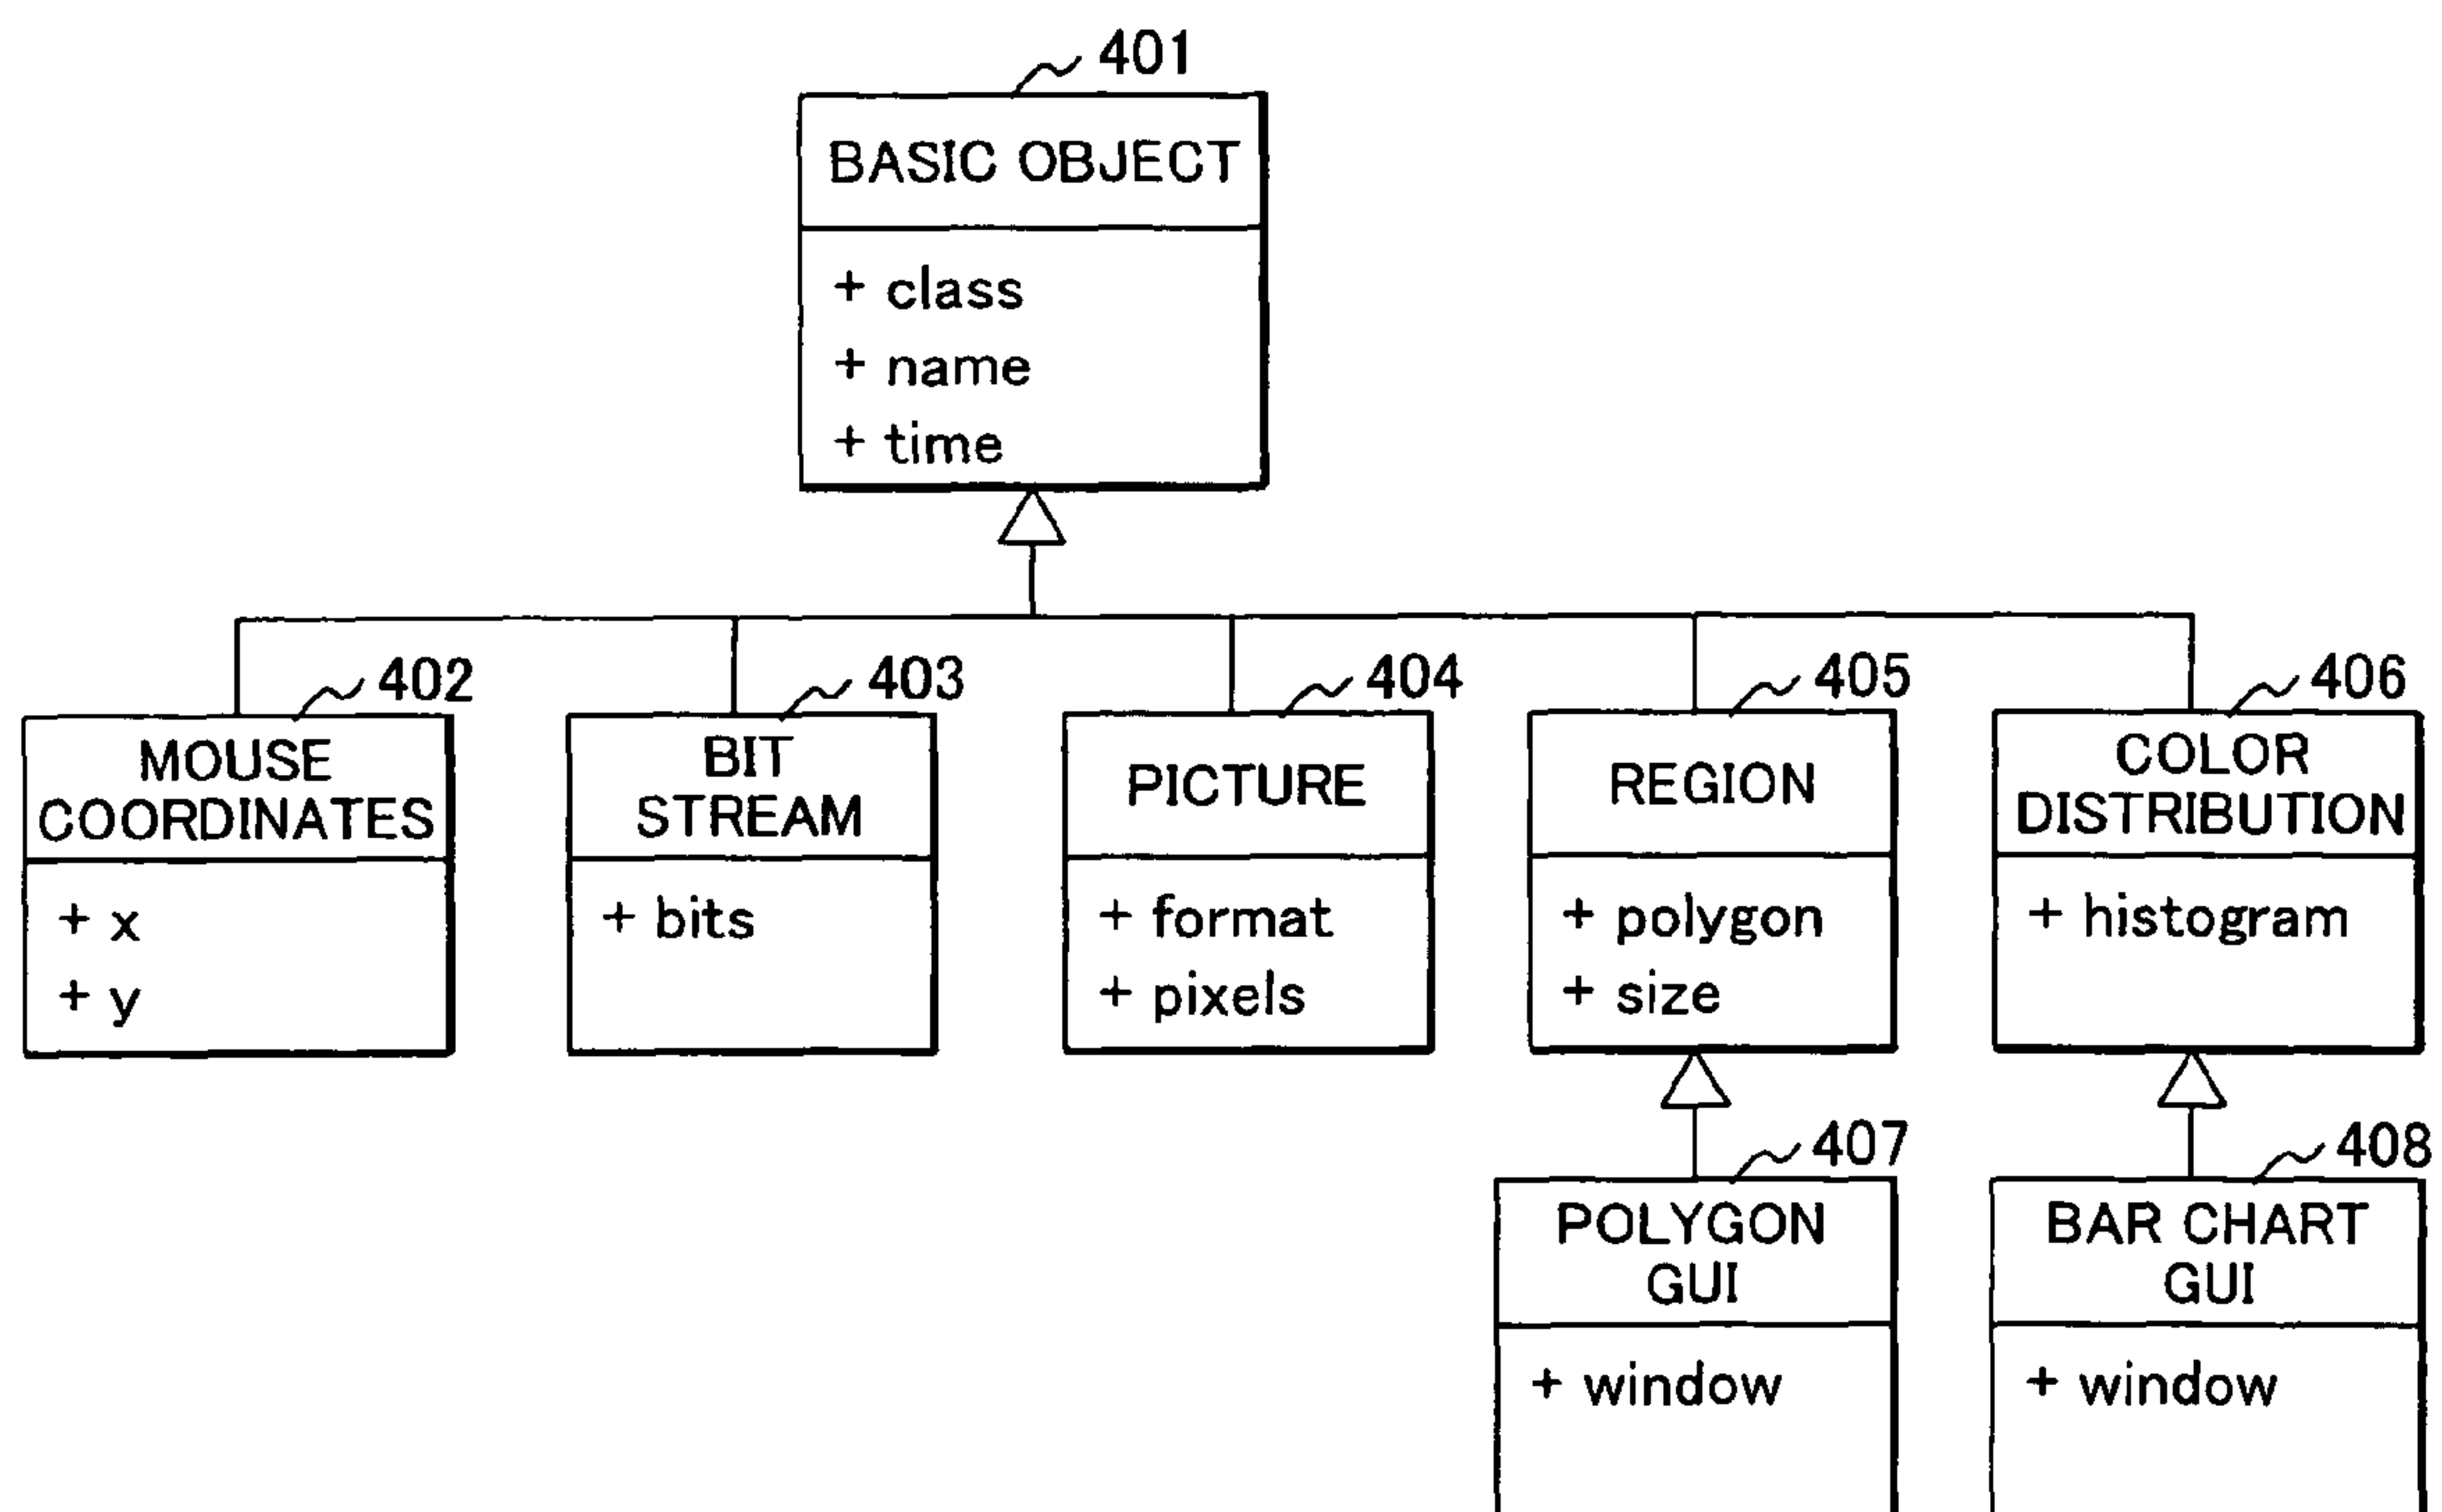 401
BASIC OBJECT
+ class
+ name
+ time
402
MOUSE
COORDINATES
+ x
+ y
403
BIT
STREAM
+ bits
404
PICTURE
+ format
+ pixels
405
REGION
+ polygon
+ size
406
COLOR
DISTRIBUTION
+ histogram
407
POLYGON
GUI
+ window
408
BAR CHART
GUI
+ window